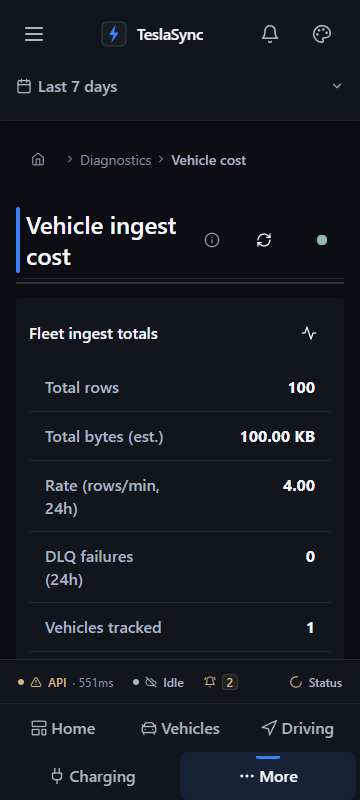 TeslaSync
Last 7 days
Diagnostics
Vehicle cost
Vehicle ingest
cost
Fleet ingest totals
Total rows 100
Total bytes (est.) 100.00 KB
Rate (rows/min, 4.00
24h)
DLQ failures 0
(24h)
Vehicles tracked 1
API · 551ms Idle 2 Status
Home Vehicles Driving
Charging More